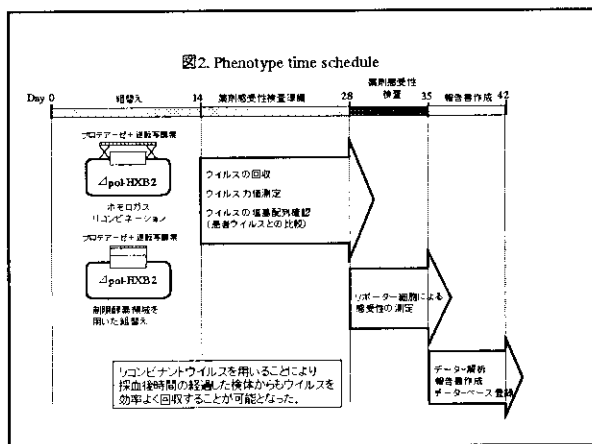 図2. Phenotype time schedule
Day 0 14 28 35 42
組替え
薬剤感受性検査準備
薬剤感受性
検査
報告書作成
プロテアーゼ+逆転写酵素
⊿pol-HXB2
ホモロガス
リコンビネーション
プロテアーゼ+逆転写酵素
⊿pol-HXB2
制限酵素領域を
用いた組替え
ウイルスの回収
ウイルス力価測定
ウイルスの塩基配列確認
(患者ウイルスとの比較)
リポーター細胞による
感受性の測定
データー解析
報告書作成
データーベース登録
リコンビナントウイルスを用いることにより
採血後時間の経過した検体からもウイルスを
効率よく回収することが可能となった。